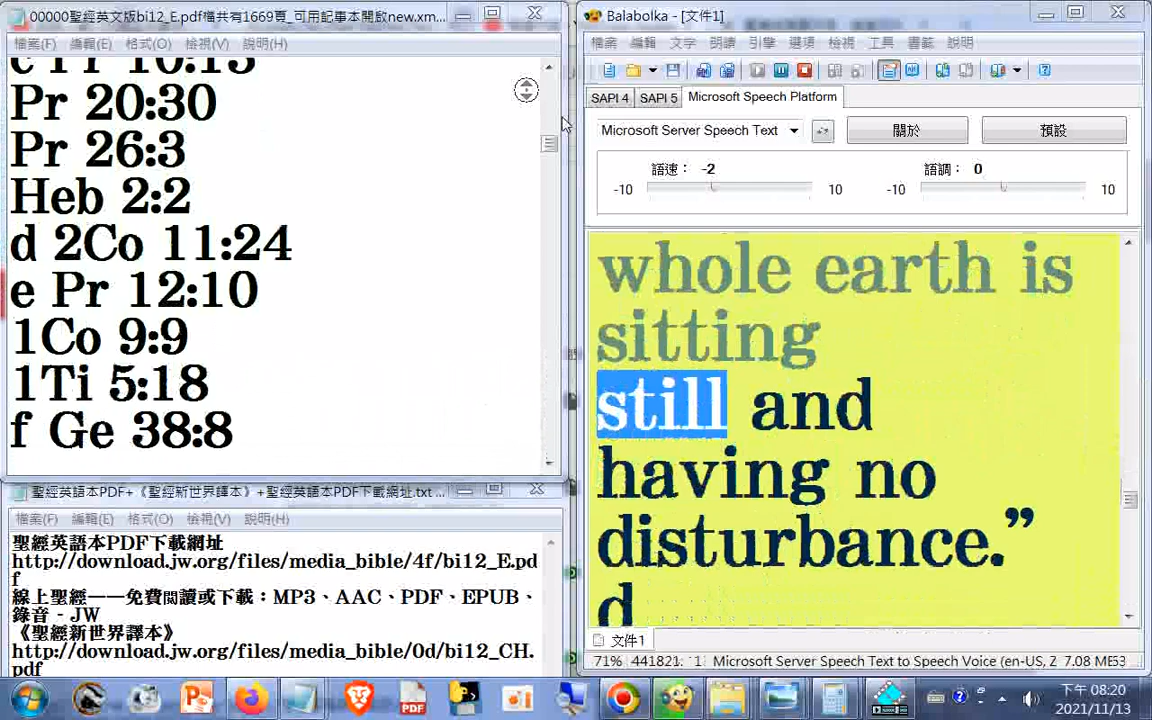 00000聖經英文版bi12_E.pdf檔共有1669頁_可用記事本開啟new.xm...
檔案(F) 編輯(E) 格式(O) 檢視(V) 說明(H)
e Pr 10:13
Pr 20:30
Pr 26:3
Heb 2:2
d 2Co 11:24
e Pr 12:10
1Co 9:9
1Ti 5:18
f Ge 38:8
聖經英語本PDF+《聖經新世界譯本》+聖經英語本PDF下載網址.txt ...
檔案(F) 編輯(E) 格式(O) 檢視(V) 說明(H)
聖經英語本PDF下載網址
http://download.jw.org/files/media_bible/4f/bi12_E.pd
f
線上聖經——免費閱讀或下載：MP3、AAC、PDF、EPUB、
錄音 - JW
《聖經新世界譯本》
http://download.jw.org/files/media_bible/0d/bi12_CH.
pdf
Balabolka - [文件1]
檔案 編輯 文字 朗讀 引擎 選項 檢視 工具 書籤 說明
SAPI 4 SAPI 5 Microsoft Speech Platform
Microsoft Server Speech Text 關於 預設
語速： -2 語調： 0
-10 10 -10 10
whole earth is
sitting
still and
having no
disturbance.”
d
文件1
71% 441821. 1 Microsoft Server Speech Text to Speech Voice (en-US, Z 7.08 ME53
下午 08:20
2021/11/13